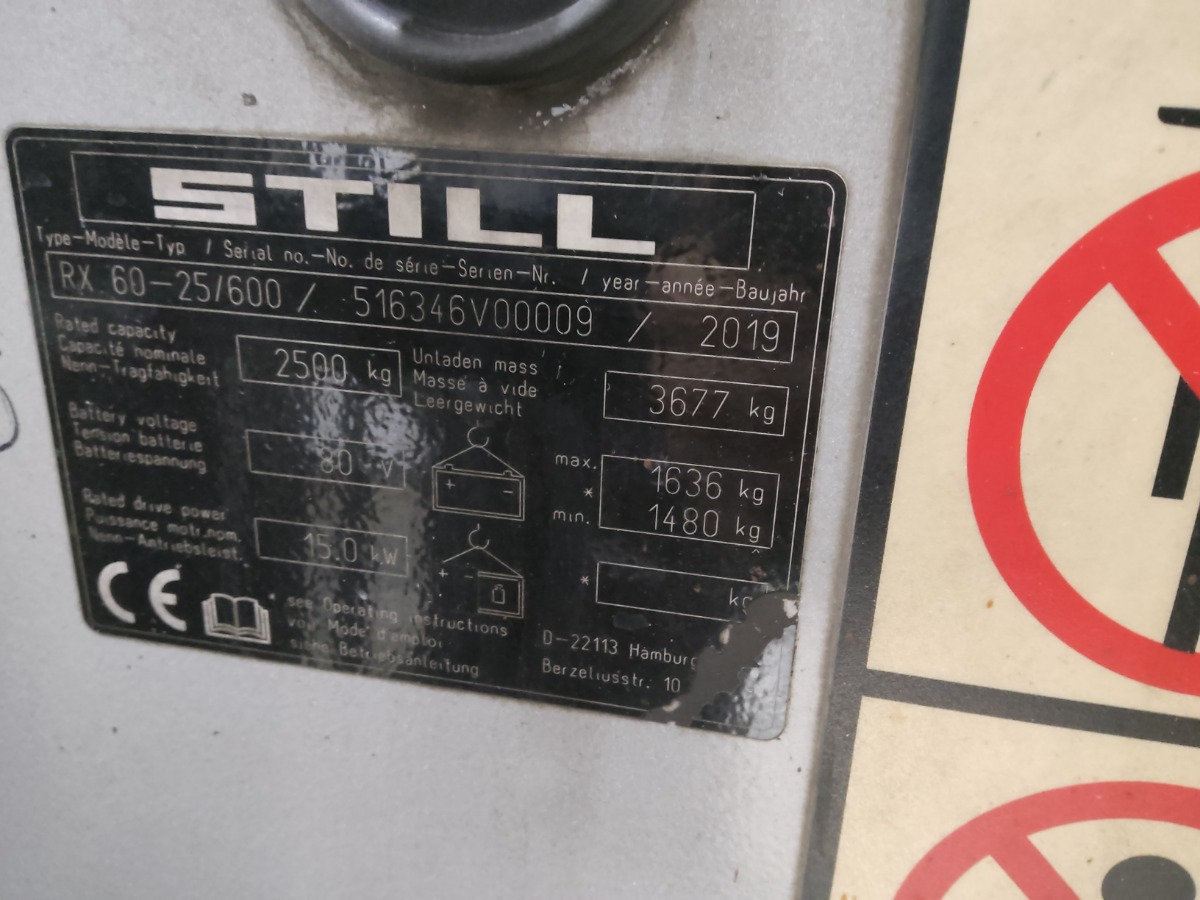 STILL
Type-Modèle-Typ / Serial no.-No. de série-Serien-Nr. / year-année-Baujahr
RX 60-25/600 / 516346V00009 / 2019
Rated capacity
Capacité nominale
Nenn-Tragfähigkeit
2500 kg
Unladen mass
Masse à vide
Leergewicht
3677 kg
Battery voltage
Tension batterie
Batteriespannung
80 V
+ -
max.
*
min.
1636 kg
1480 kg
Rated drive power
Puissance motr.nom.
Nenn-Antriebsleist.
15.0 kW
+ -
*
kg
CE
see Operating instructions
voir Mode d'emploi
siehe Betriebsanleitung
D-22113 Hamburg
Berzeliusstr. 10